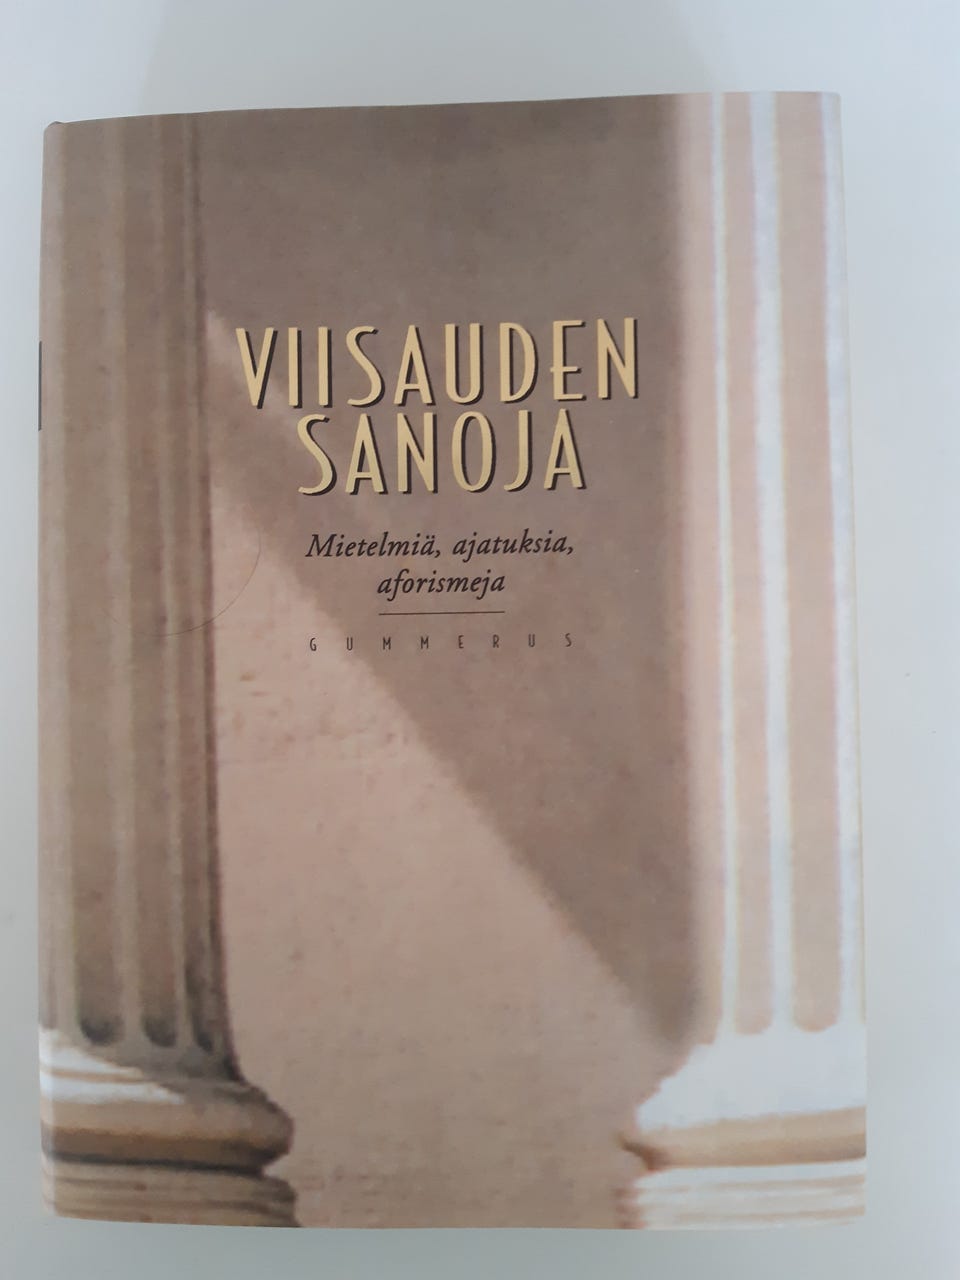 VIISAUDEN
SANOJA
Mietelmiä, ajatuksia,
aforismeja
GUMMERUS